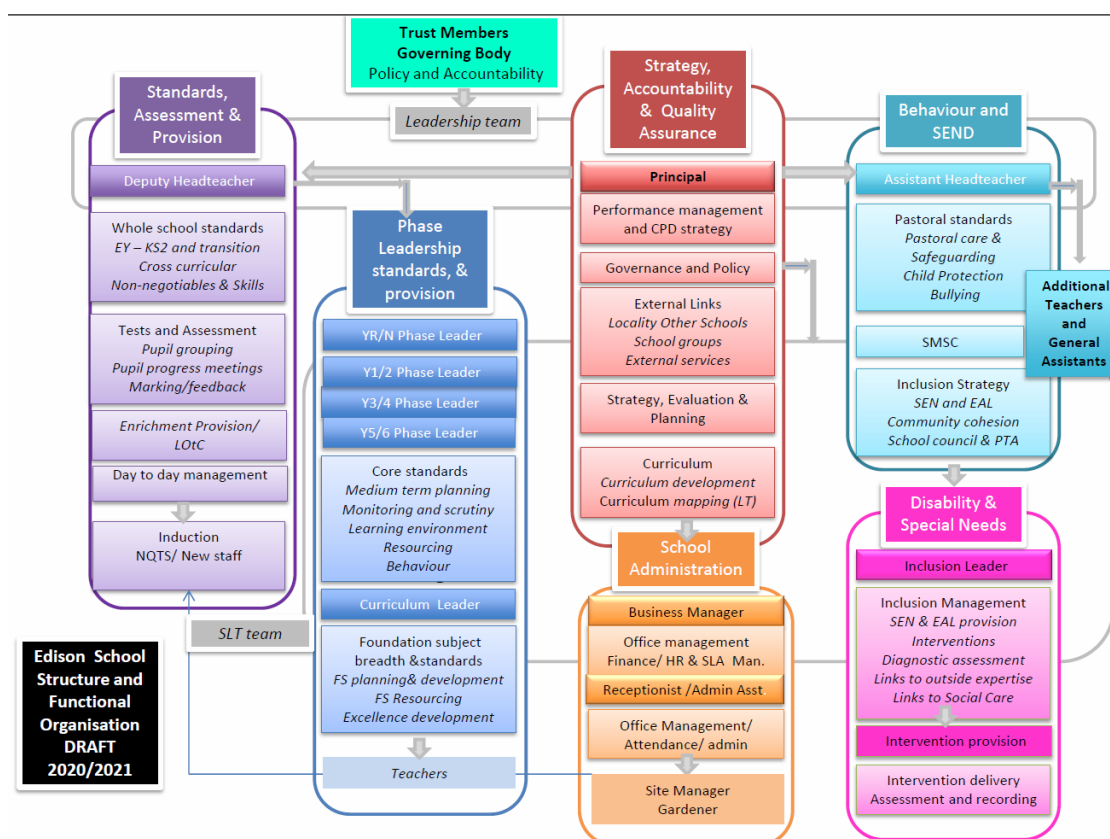 Trust Members
Governing Body
Policy and Accountability
Leadership team
Standards,
Assessment &
Provision
Deputy Headteacher
Whole school standards
EY – KS2 and transition
Cross curricular
Non-negotiables & Skills
Tests and Assessment
Pupil grouping
Pupil progress meetings
Marking/feedback
Enrichment Provision/
LOtC
Day to day management
Induction
NQTS/ New staff
SLT team
Edison School
Structure and
Functional
Organisation
DRAFT
2020/2021
Phase
Leadership
standards, &
provision
YR/N Phase Leader
Y1/2 Phase Leader
Y3/4 Phase Leader
Y5/6 Phase Leader
Core standards
Medium term planning
Monitoring and scrutiny
Learning environment
Resourcing
Behaviour
Curriculum Leader
Foundation subject
breadth &standards
FS planning& development
FS Resourcing
Excellence development
Teachers
Strategy,
Accountability
& Quality
Assurance
Principal
Performance management
and CPD strategy
Governance and Policy
External Links
Locality Other Schools
School groups
External services
Strategy, Evaluation &
Planning
Curriculum
Curriculum development
Curriculum mapping (LT)
School
Administration
Business Manager
Office management
Finance/ HR & SLA Man.
Receptionist /Admin Asst
Office Management/
Attendance/ admin
Site Manager
Gardener
Behaviour and
SEND
Assistant Headteacher
Pastoral standards
Pastoral care &
Safeguarding
Child Protection
Bullying
SMSC
Inclusion Strategy
SEN and EAL
Community cohesion
School council & PTA
Additional
Teachers
and
General
Assistants
Disability &
Special Needs
Inclusion Leader
Inclusion Management
SEN & EAL provision
Interventions
Diagnostic assessment
Links to outside expertise
Links to Social Care
Intervention provision
Intervention delivery
Assessment and recording